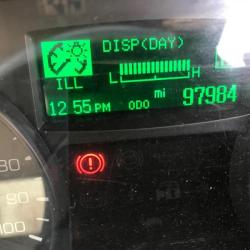 DISP(DAY)
L H
ILL
12 55 PM ODO mi 97984
80
90
100